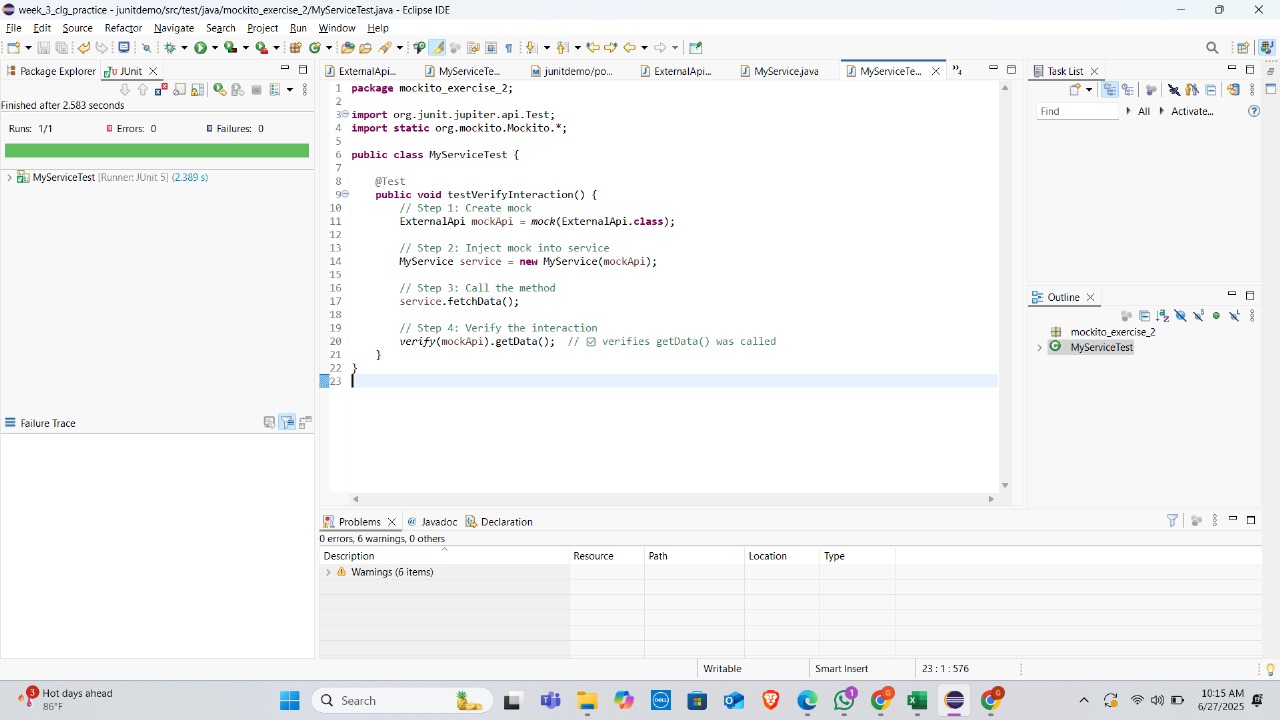 week_3_clg_practice - junitdemo/src/test/java/mockito_exercise_2/MyServiceTest.java - Eclipse IDE
File Edit Source Refactor Navigate Search Project Run Window Help
Package Explorer JUnit
Finished after 2.583 seconds
Runs: 1/1 Errors: 0 Failures: 0
MyServiceTest [Runner: JUnit 5] (2.389 s)
Failure Trace
ExternalApi... MyServiceTe... junitdemo/po... ExternalApi... MyService.java MyServiceTe... »4
1 package mockito_exercise_2;
2
3 import org.junit.jupiter.api.Test;
4 import static org.mockito.Mockito.*;
5
6 public class MyServiceTest {
7
8 @Test
9 public void testVerifyInteraction() {
10 // Step 1: Create mock
11 ExternalApi mockApi = mock(ExternalApi.class);
12
13 // Step 2: Inject mock into service
14 MyService service = new MyService(mockApi);
15
16 // Step 3: Call the method
17 service.fetchData();
18
19 // Step 4: Verify the interaction
20 verify(mockApi).getData(); // ☑ verifies getData() was called
21 }
22 }
23
Task List
Find All Activate...
Outline
mockito_exercise_2
MyServiceTest
Problems Javadoc Declaration
0 errors, 6 warnings, 0 others
Description Resource Path Location Type
Warnings (6 items)
Writable Smart Insert 23 : 1 : 576
3 Hot days ahead
86°F
Search
1
10:15 AM
6/27/2025